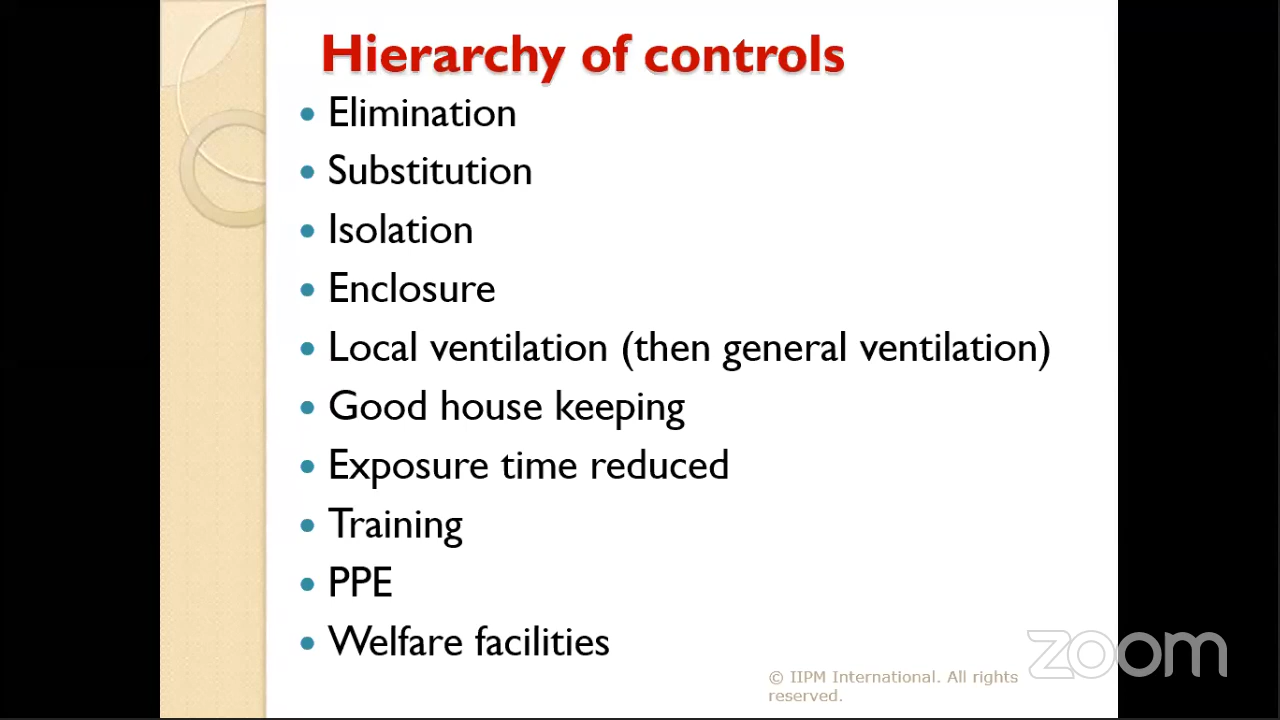 Hierarchy of controls
• Elimination
• Substitution
• Isolation
• Enclosure
• Local ventilation (then general ventilation)
• Good house keeping
• Exposure time reduced
• Training
• PPE
• Welfare facilities
© IIPM International. All rights
reserved.
zoom